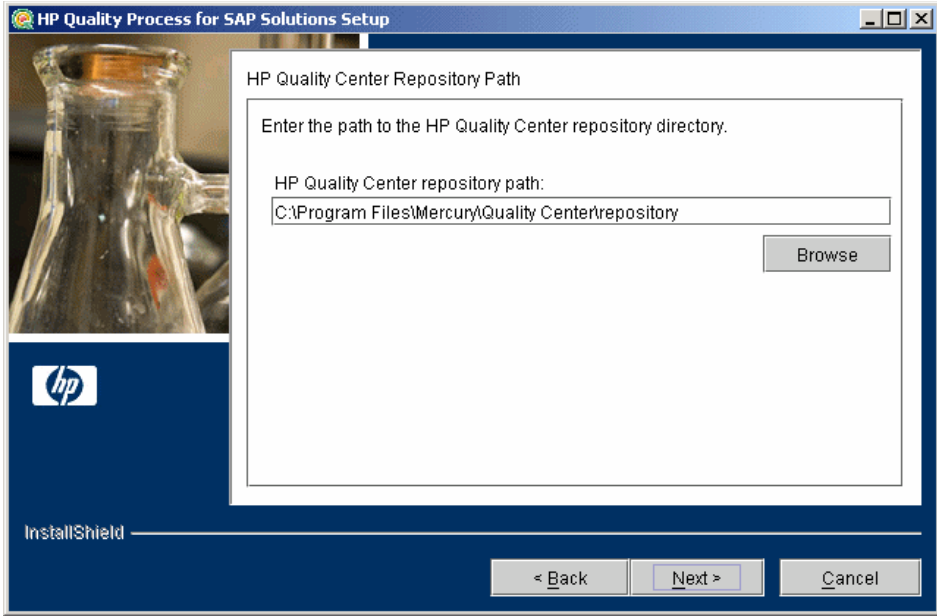 HP Quality Process for SAP Solutions Setup
HP Quality Center Repository Path
Enter the path to the HP Quality Center repository directory.
HP Quality Center repository path:
C:\Program Files\Mercury\Quality Center\repository
Browse
hp
InstallShield
< Back
Next >
Cancel